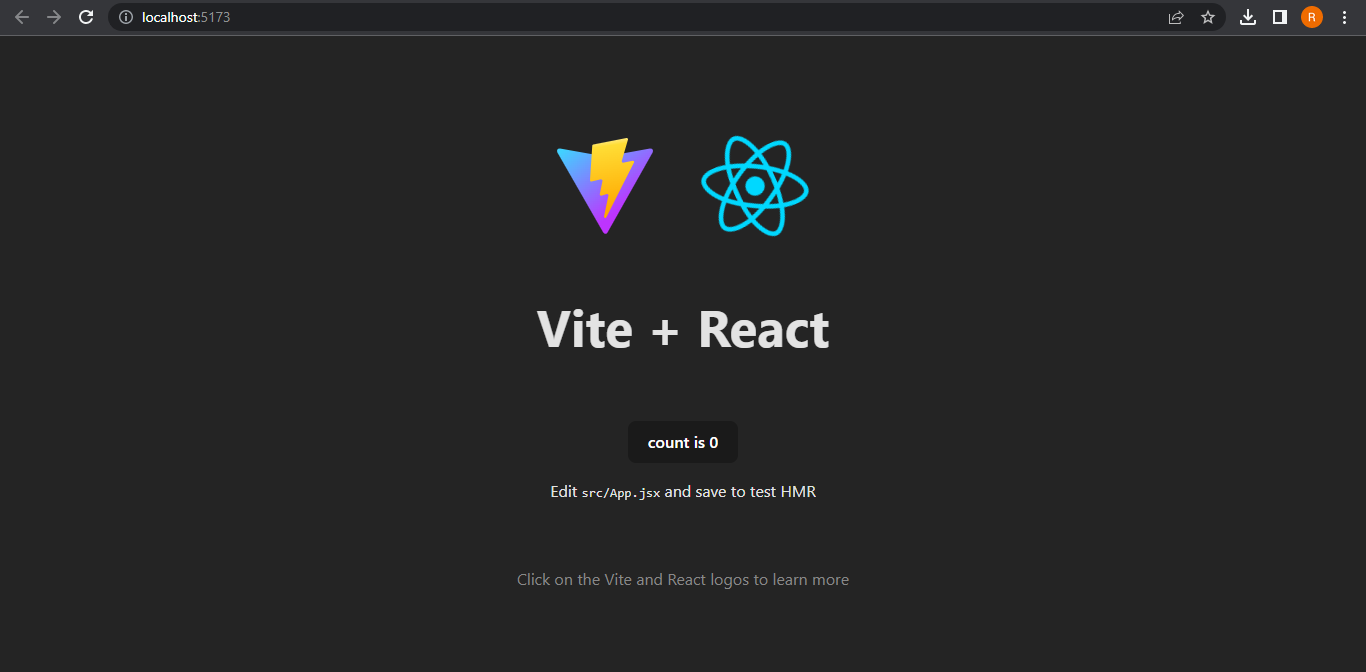 localhost:5173
R
Vite + React
count is 0
Edit src/App.jsx and save to test HMR
Click on the Vite and React logos to learn more